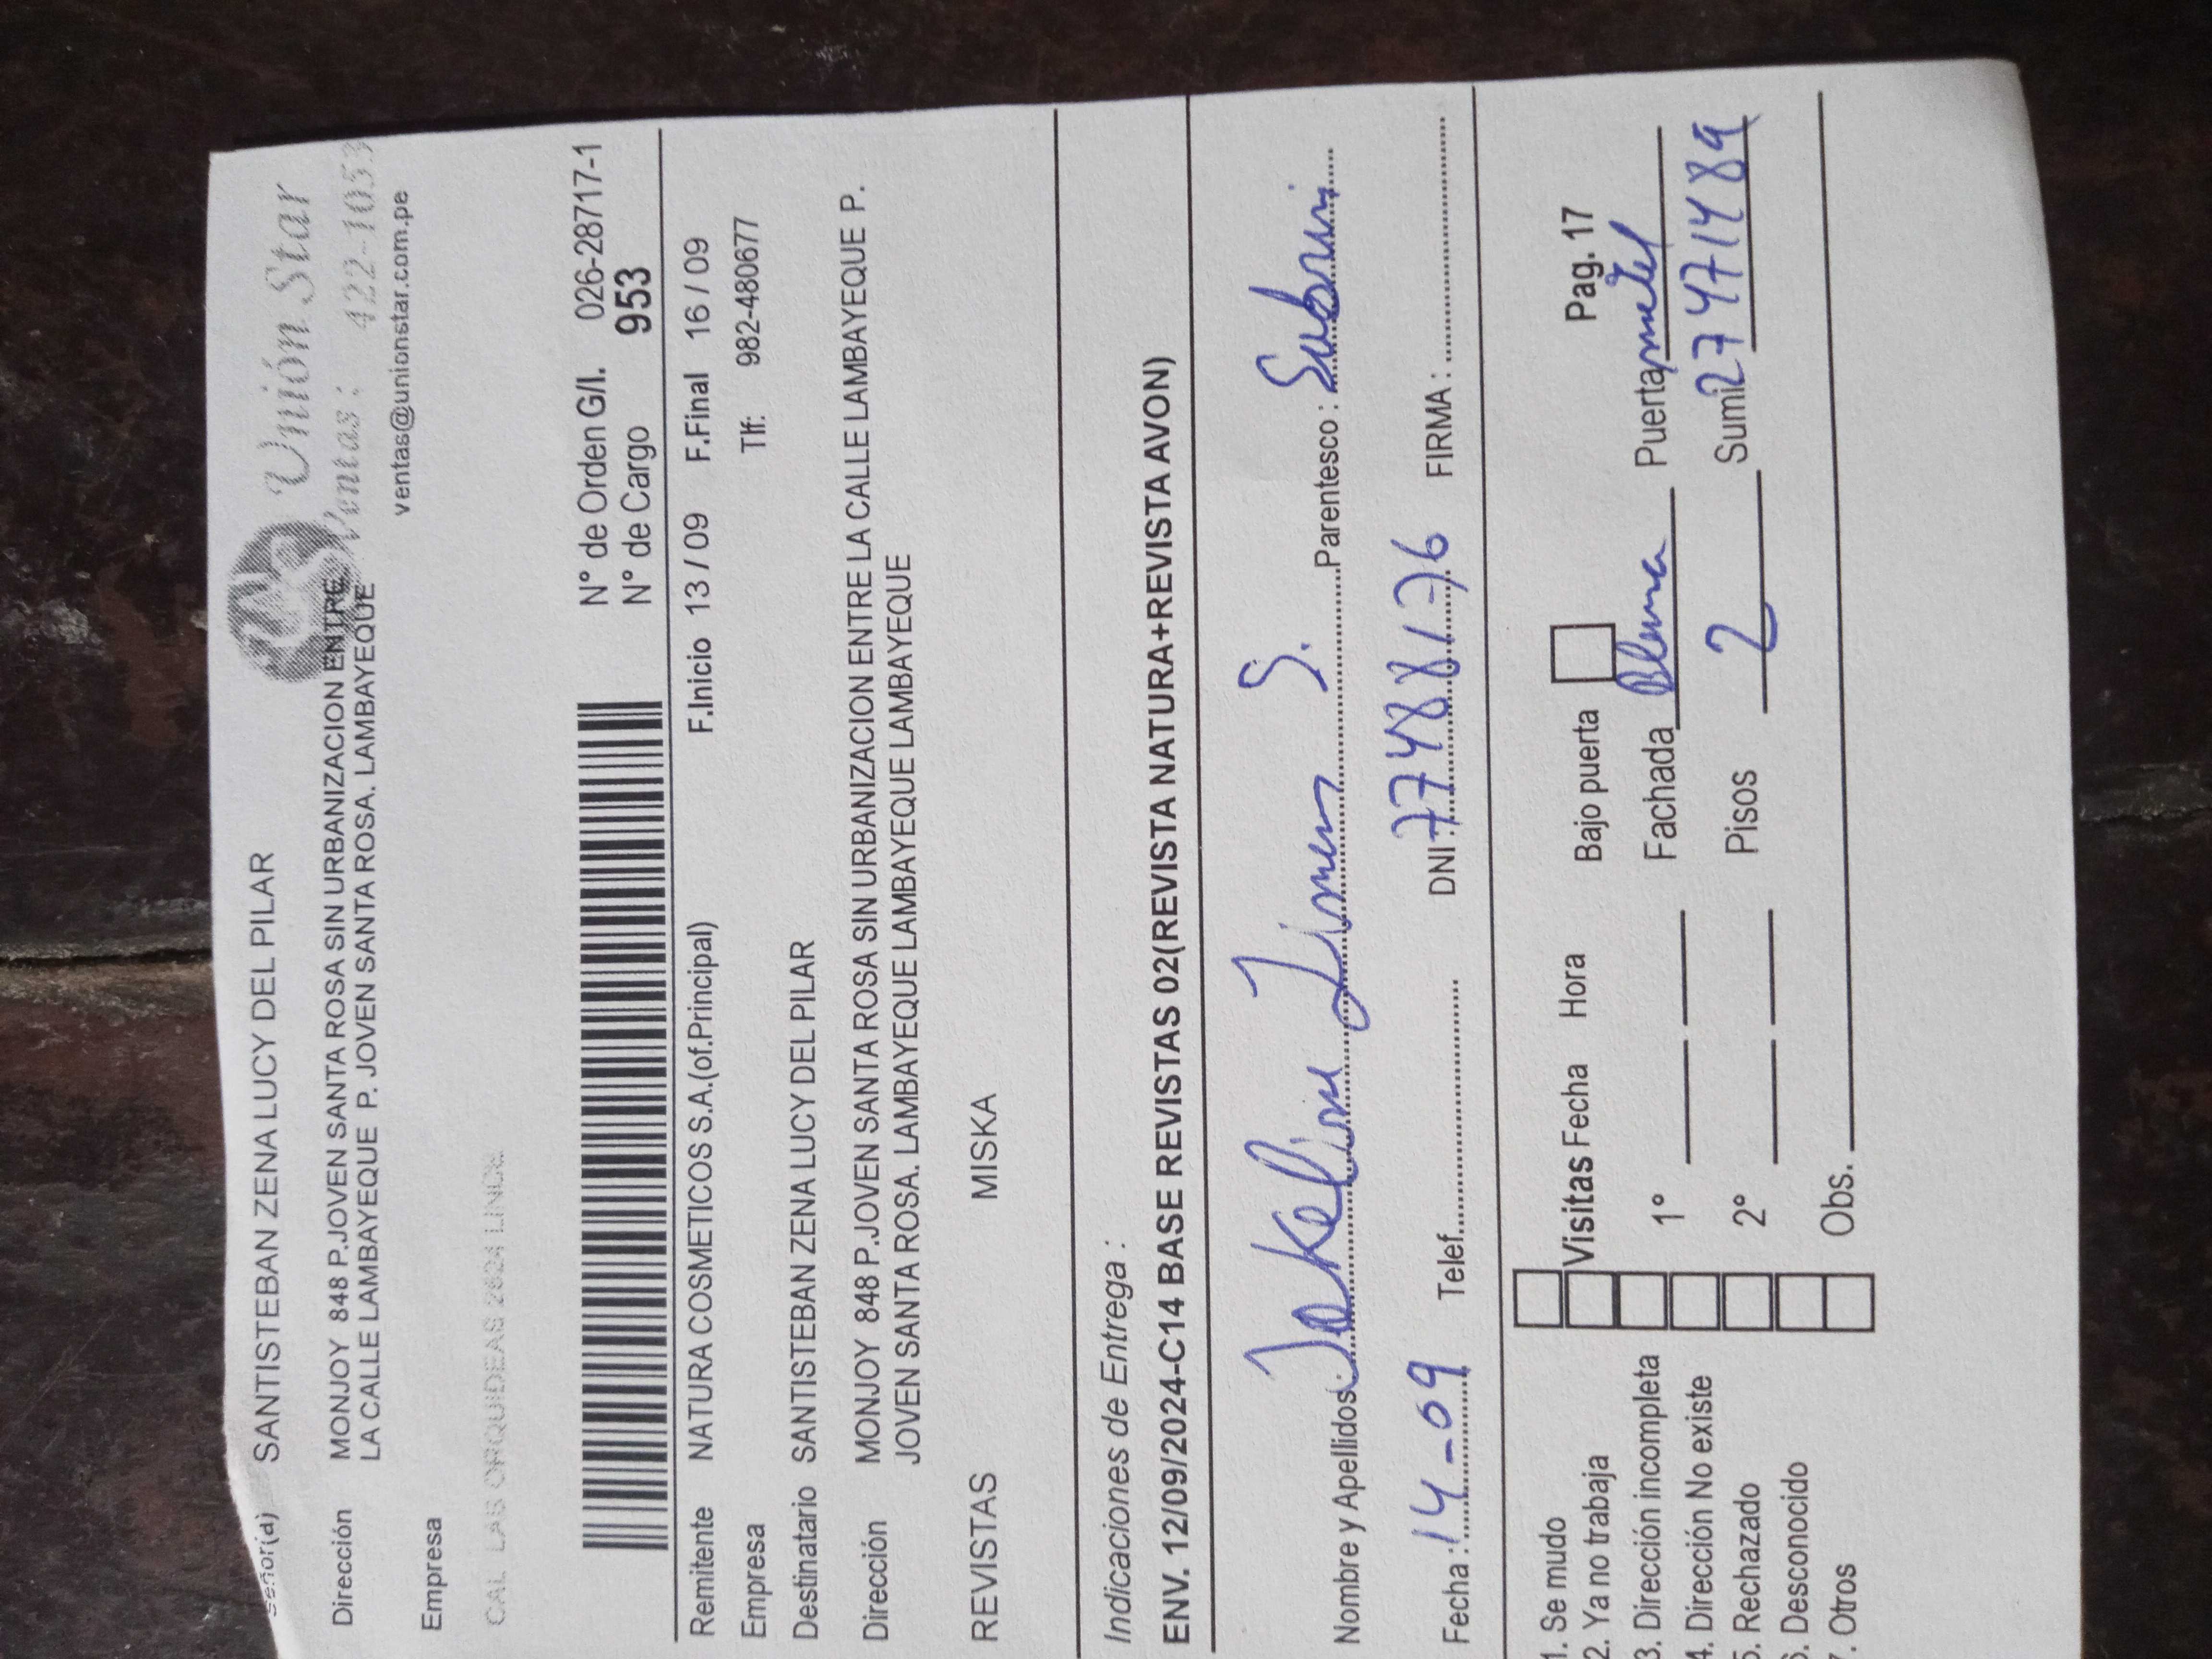 Señor(a) SANTISTEBAN ZENA LUCY DEL PILAR
Unión Star
Ventas: 422-1053
ventas@unionstar.com.pe
Dirección MONJOY 848 P.JOVEN SANTA ROSA SIN URBANIZACION ENTRE
LA CALLE LAMBAYEQUE P. JOVEN SANTA ROSA. LAMBAYEQUE
Empresa
CAL LAS ORQUIDEAS 2624 LINCE
N° de Orden G/I. 026-28717-1
N° de Cargo 953
Remitente NATURA COSMETICOS S.A.(of.Principal) F.Inicio 13 / 09 F.Final 16 / 09
Empresa Tlf: 982-480677
Destinatario SANTISTEBAN ZENA LUCY DEL PILAR
Dirección MONJOY 848 P.JOVEN SANTA ROSA SIN URBANIZACION ENTRE LA CALLE LAMBAYEQUE P.
JOVEN SANTA ROSA. LAMBAYEQUE LAMBAYEQUE LAMBAYEQUE
REVISTAS MISKA
Indicaciones de Entrega :
ENV. 12/09/2024-C14 BASE REVISTAS 02(REVISTA NATURA+REVISTA AVON)
Nombre y Apellidos: S. Parentesco :
Fecha : 14-09 Telef. DNI : 77488176 FIRMA :
1. Se mudo
2. Ya no trabaja Visitas Fecha Hora Bajo puerta Pag. 17
3. Dirección incompleta 1° Fachada Puerta
4. Dirección No existe
5. Rechazado 2° Pisos 2 Sumi 27471489
6. Desconocido
7. Otros Obs.